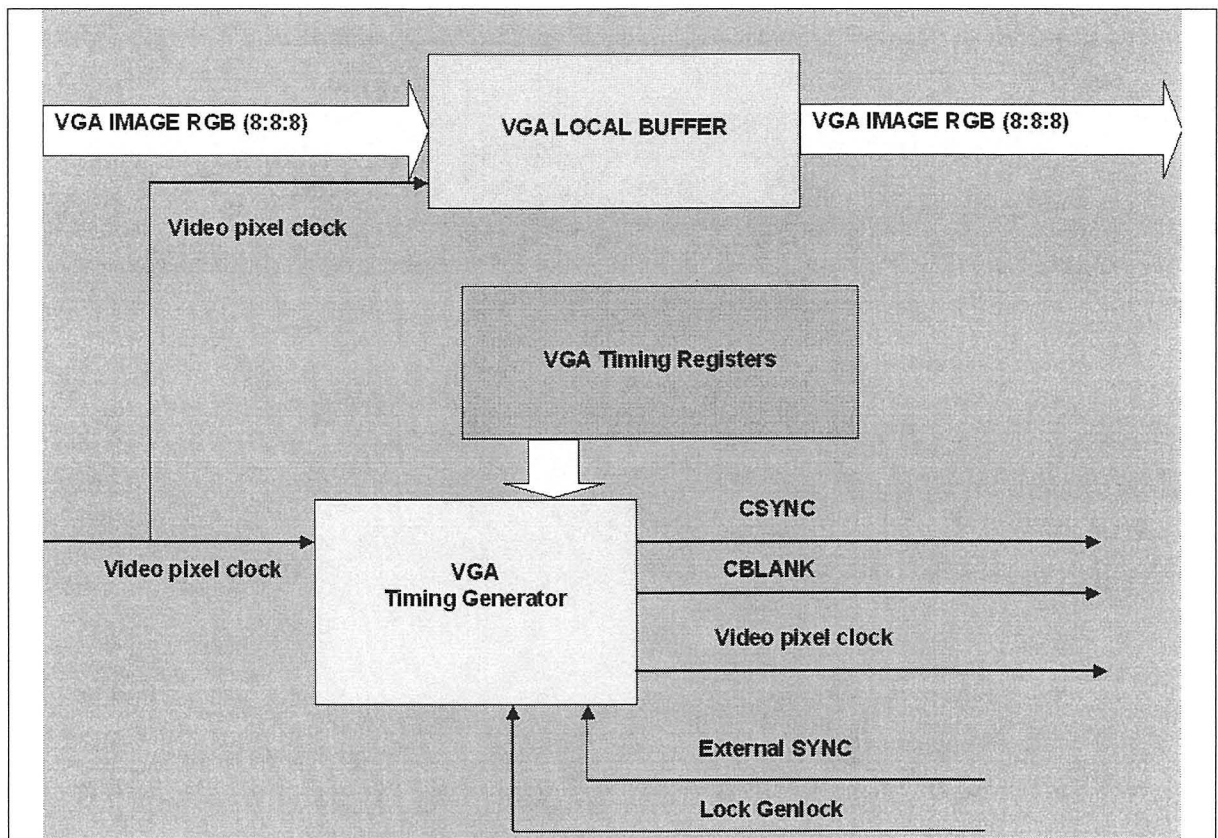 VGA IMAGE RGB (8:8:8)
VGA LOCAL BUFFER
VGA IMAGE RGB (8:8:8)
Video pixel clock
VGA Timing Registers
CSYNC
Video pixel clock
VGA
Timing Generator
CBLANK
Video pixel clock
External SYNC
Lock Genlock